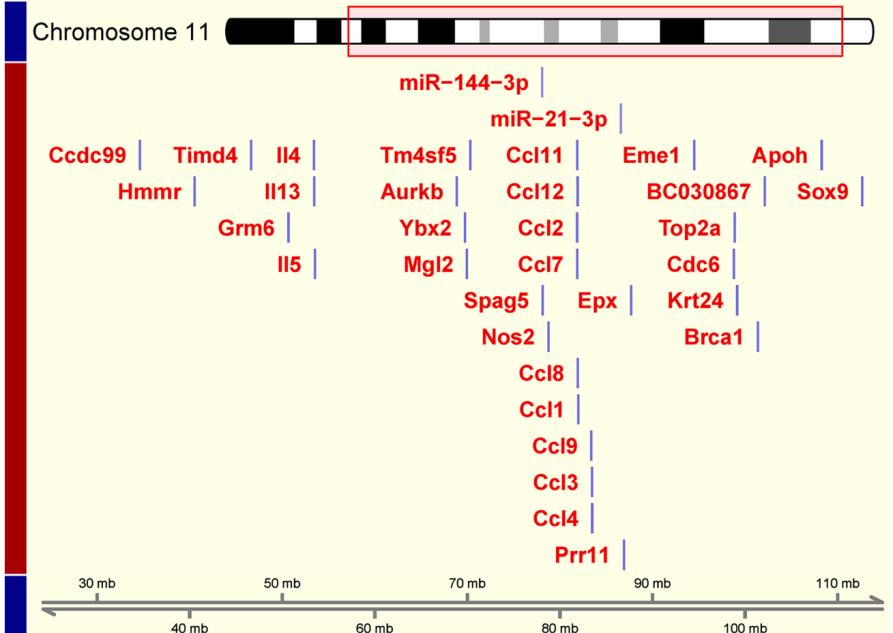 Chromosome 11
miR−144−3p
miR−21−3p
Ccdc99 Timd4 Il4 Tm4sf5 Ccl11 Eme1 Apoh
Hmmr Il13 Aurkb Ccl12 BC030867 Sox9
Grm6 Ybx2 Ccl2 Top2a
Il5 Mgl2 Ccl7 Cdc6
Spag5 Epx Krt24
Nos2 Brca1
Ccl8
Ccl1
Ccl9
Ccl3
Ccl4
Prr11
30 mb 50 mb 70 mb 90 mb 110 mb
40 mb 60 mb 80 mb 100 mb